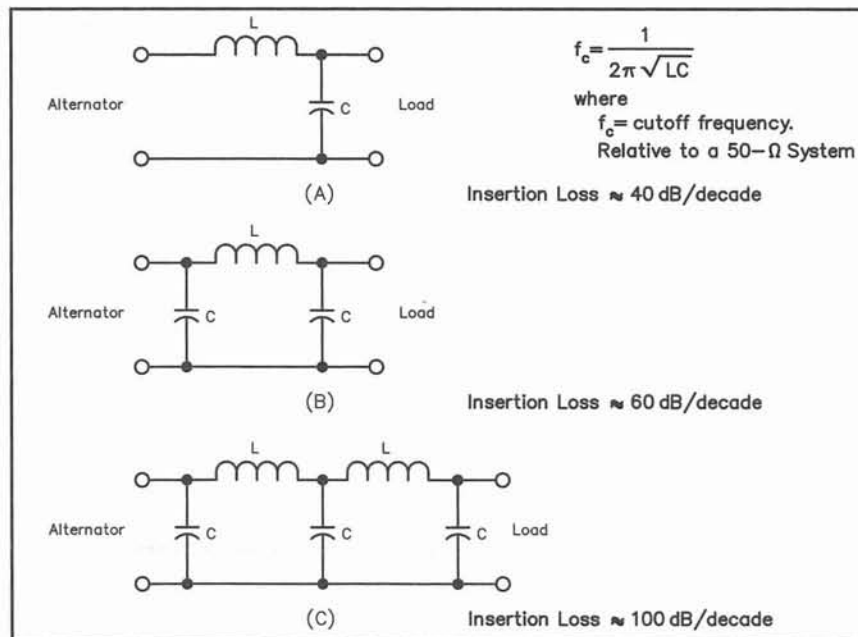 L
Alternator
C
Load
(A)
f_c = 1 / 2π √LC
where
f_c = cutoff frequency.
Relative to a 50-Ω System
Insertion Loss ≈ 40 dB/decade
L
Alternator
C
C
Load
(B)
Insertion Loss ≈ 60 dB/decade
L
L
Alternator
C
C
C
Load
(C)
Insertion Loss ≈ 100 dB/decade